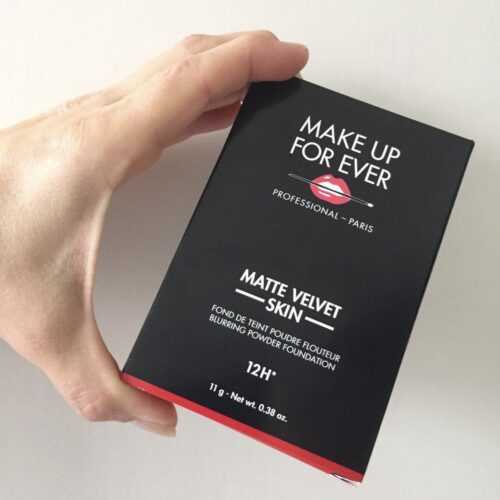 MAKE UP
FOR EVER
PROFESSIONAL – PARIS
MATTE VELVET
SKIN
FOND DE TEINT POUDRE FLOUTEUR
BLURRING POWDER FOUNDATION
12H*
11 g - Net wt. 0.38 oz.